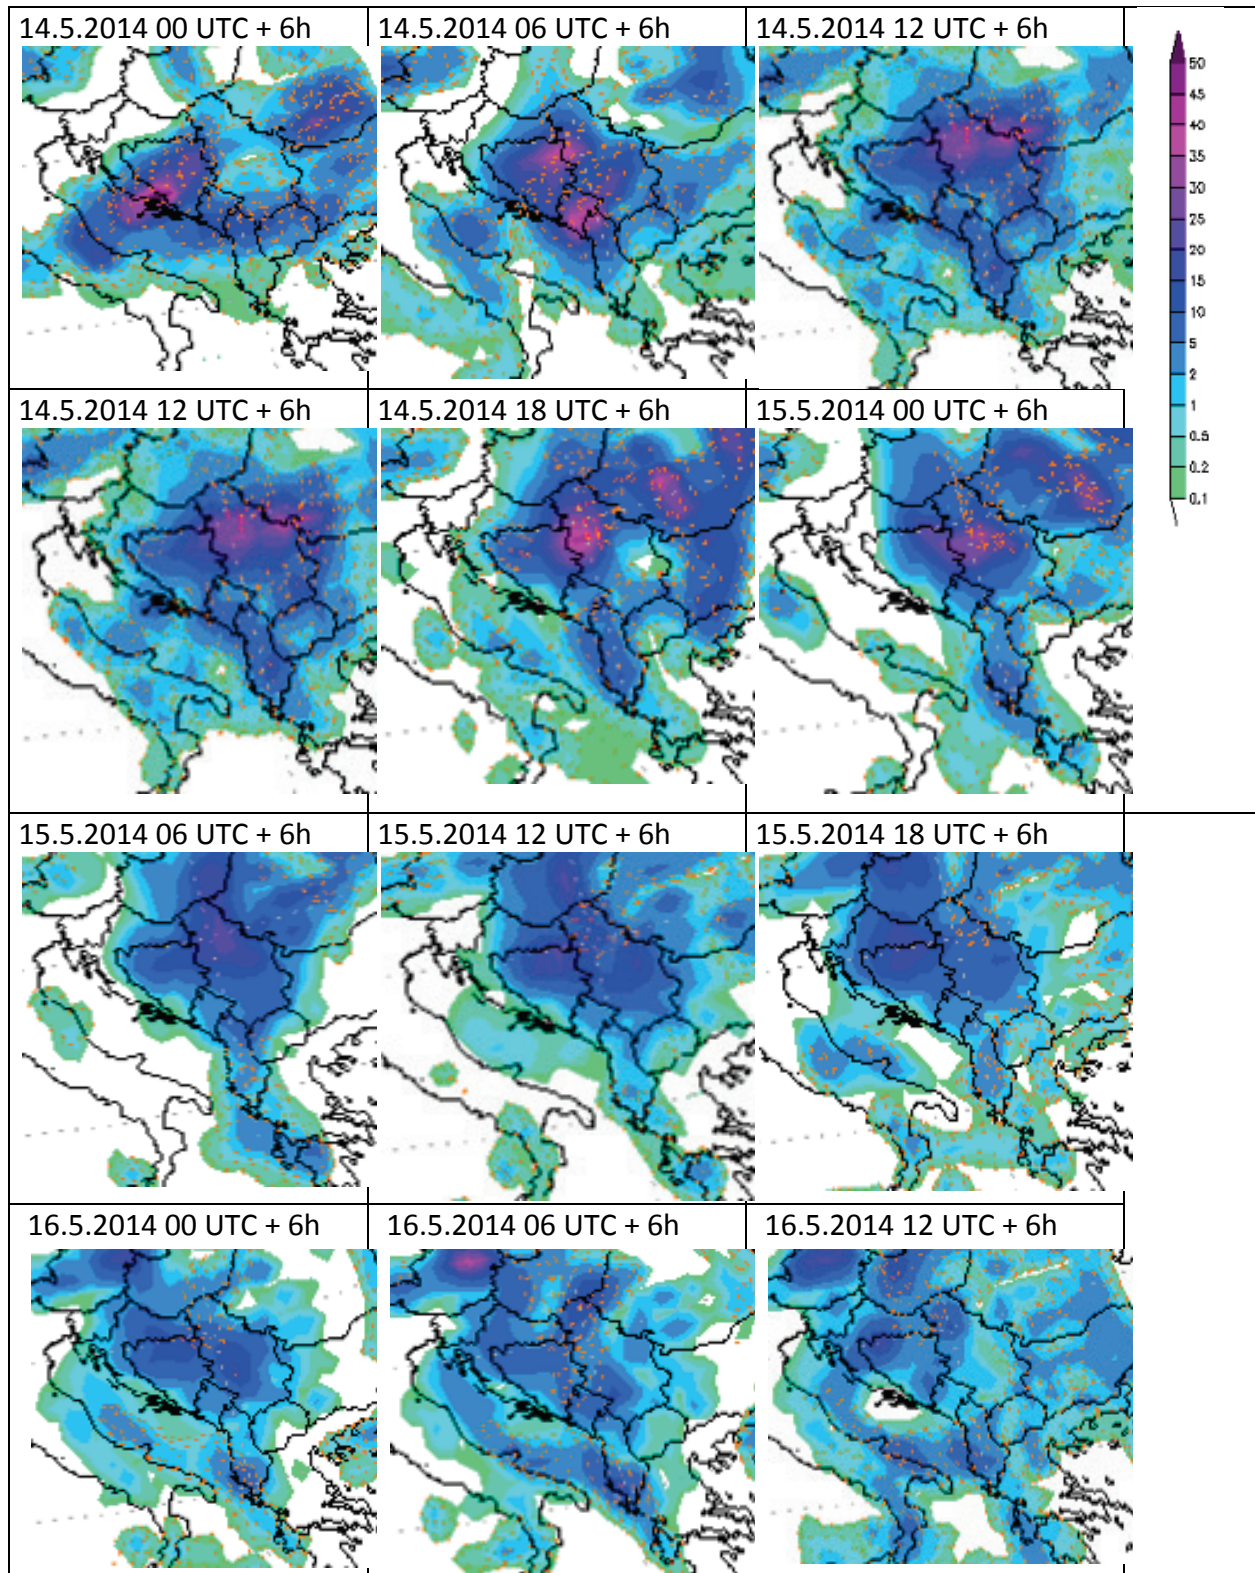 14.5.2014 00 UTC + 6h
14.5.2014 06 UTC + 6h
14.5.2014 12 UTC + 6h
50
45
40
35
30
25
20
15
10
5
2
1
0.5
0.2
0.1
14.5.2014 12 UTC + 6h
14.5.2014 18 UTC + 6h
15.5.2014 00 UTC + 6h
15.5.2014 06 UTC + 6h
15.5.2014 12 UTC + 6h
15.5.2014 18 UTC + 6h
16.5.2014 00 UTC + 6h
16.5.2014 06 UTC + 6h
16.5.2014 12 UTC + 6h